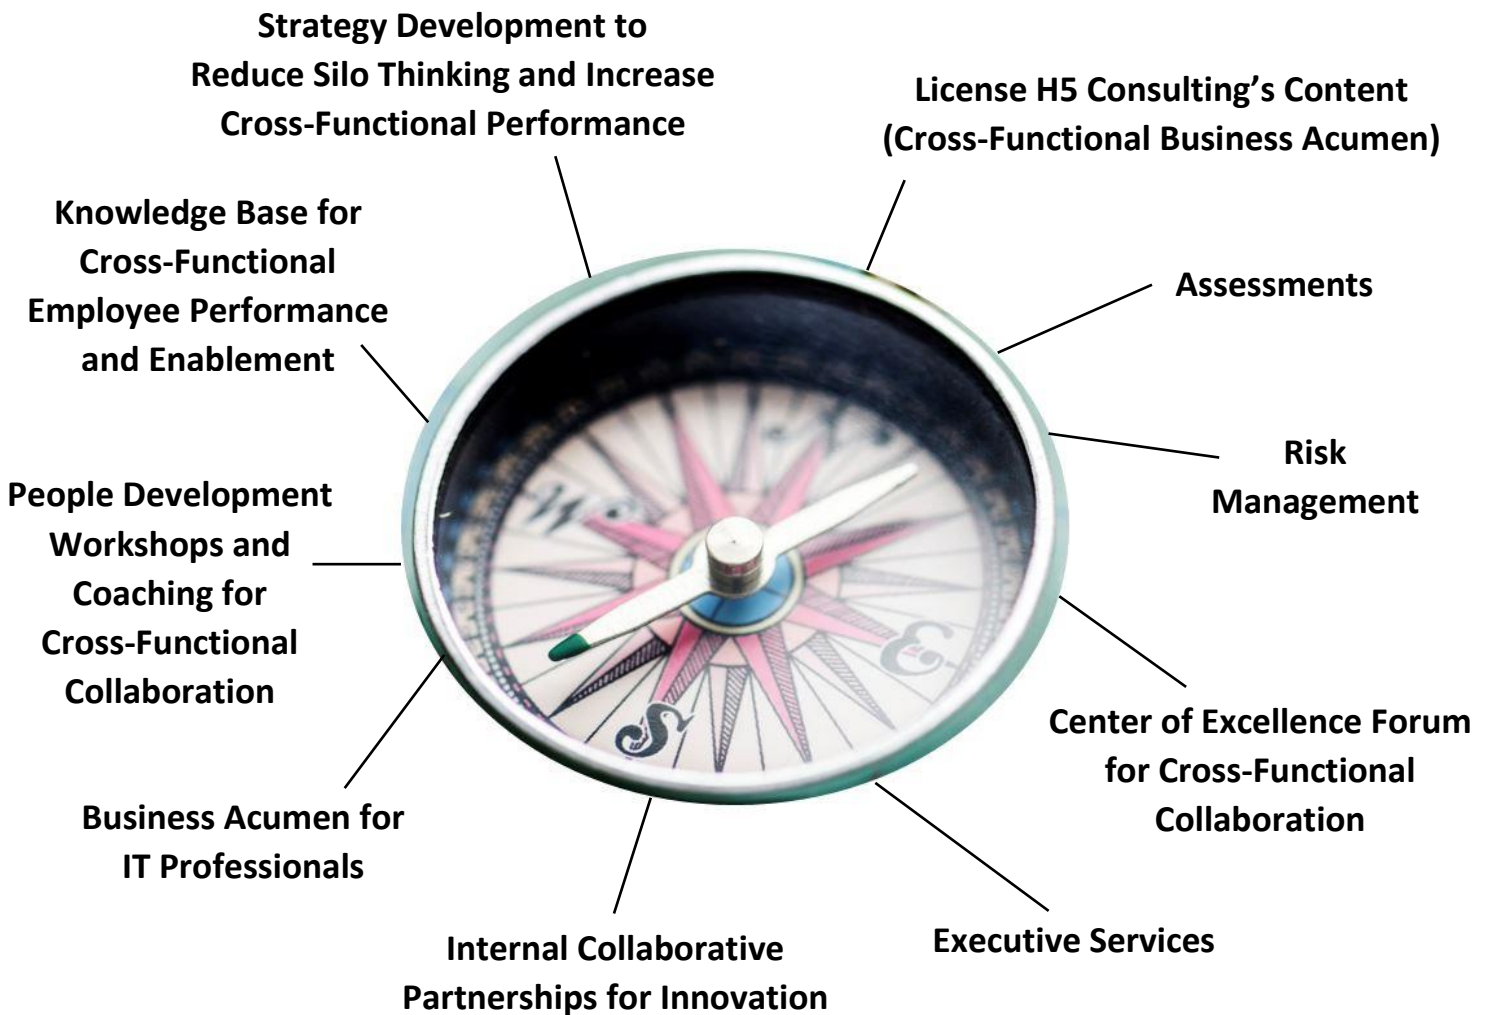 Strategy Development to
Reduce Silo Thinking and Increase
Cross-Functional Performance
License H5 Consulting’s Content
(Cross-Functional Business Acumen)
Knowledge Base for
Cross-Functional
Employee Performance
and Enablement
Assessments
Risk
Management
People Development
Workshops and
Coaching for
Cross-Functional
Collaboration
Center of Excellence Forum
for Cross-Functional
Collaboration
Business Acumen for
IT Professionals
Executive Services
Internal Collaborative
Partnerships for Innovation
W
E
S